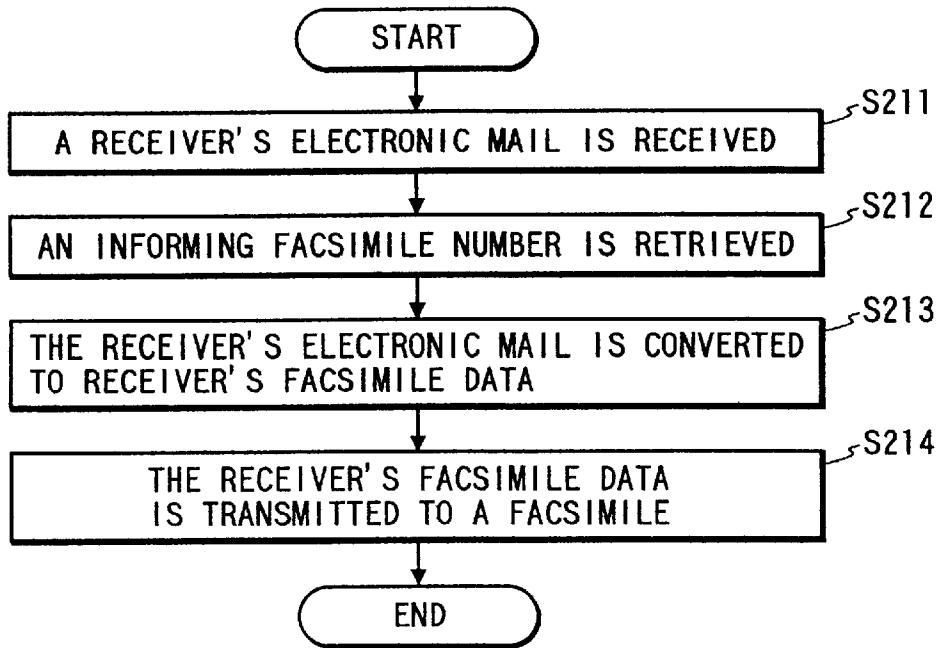 START
S211
A RECEIVER'S ELECTRONIC MAIL IS RECEIVED
S212
AN INFORMING FACSIMILE NUMBER IS RETRIEVED
S213
THE RECEIVER'S ELECTRONIC MAIL IS CONVERTED
TO RECEIVER'S FACSIMILE DATA
S214
THE RECEIVER'S FACSIMILE DATA
IS TRANSMITTED TO A FACSIMILE
END